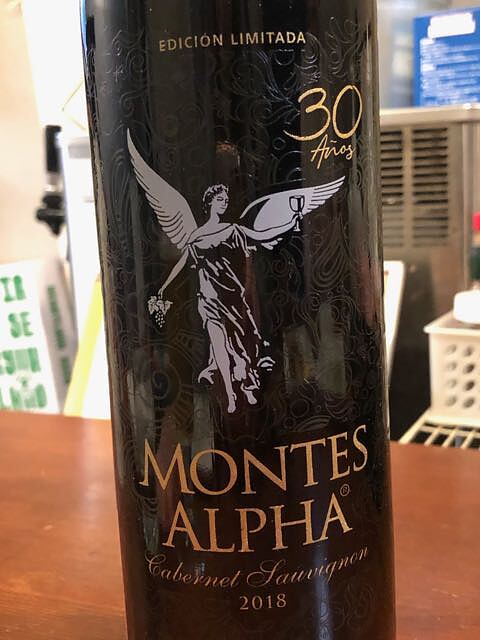 EDICIÓN LIMITADA
30
Años
MONTES
ALPHA®
Cabernet Sauvignon
2018